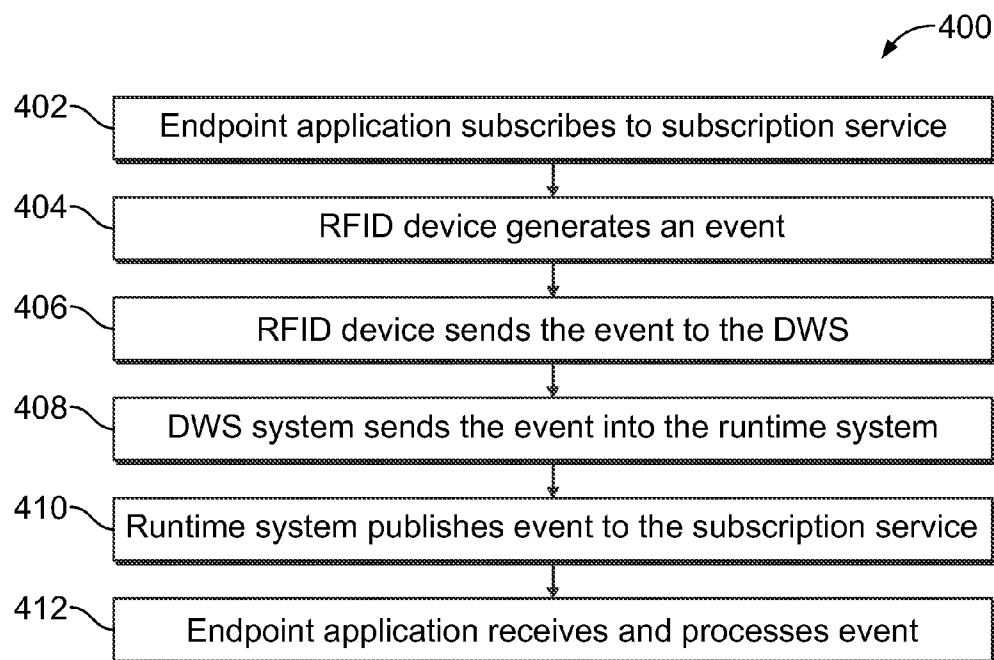 400
402 Endpoint application subscribes to subscription service
404 RFID device generates an event
406 RFID device sends the event to the DWS
408 DWS system sends the event into the runtime system
410 Runtime system publishes event to the subscription service
412 Endpoint application receives and processes event